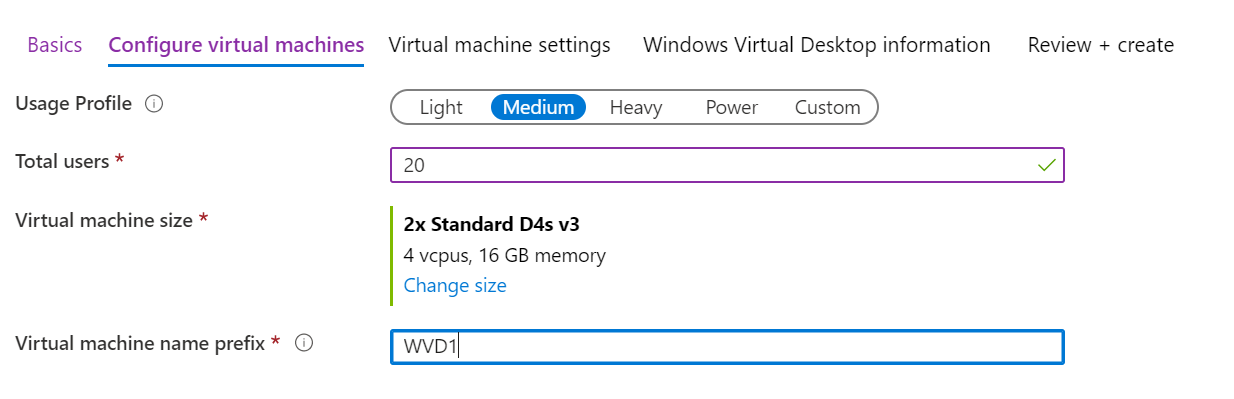 Basics Configure virtual machines Virtual machine settings Windows Virtual Desktop information Review + create
Usage Profile Light Medium Heavy Power Custom
Total users * 20
Virtual machine size * 2x Standard D4s v3
4 vcpus, 16 GB memory
Change size
Virtual machine name prefix * WVD1